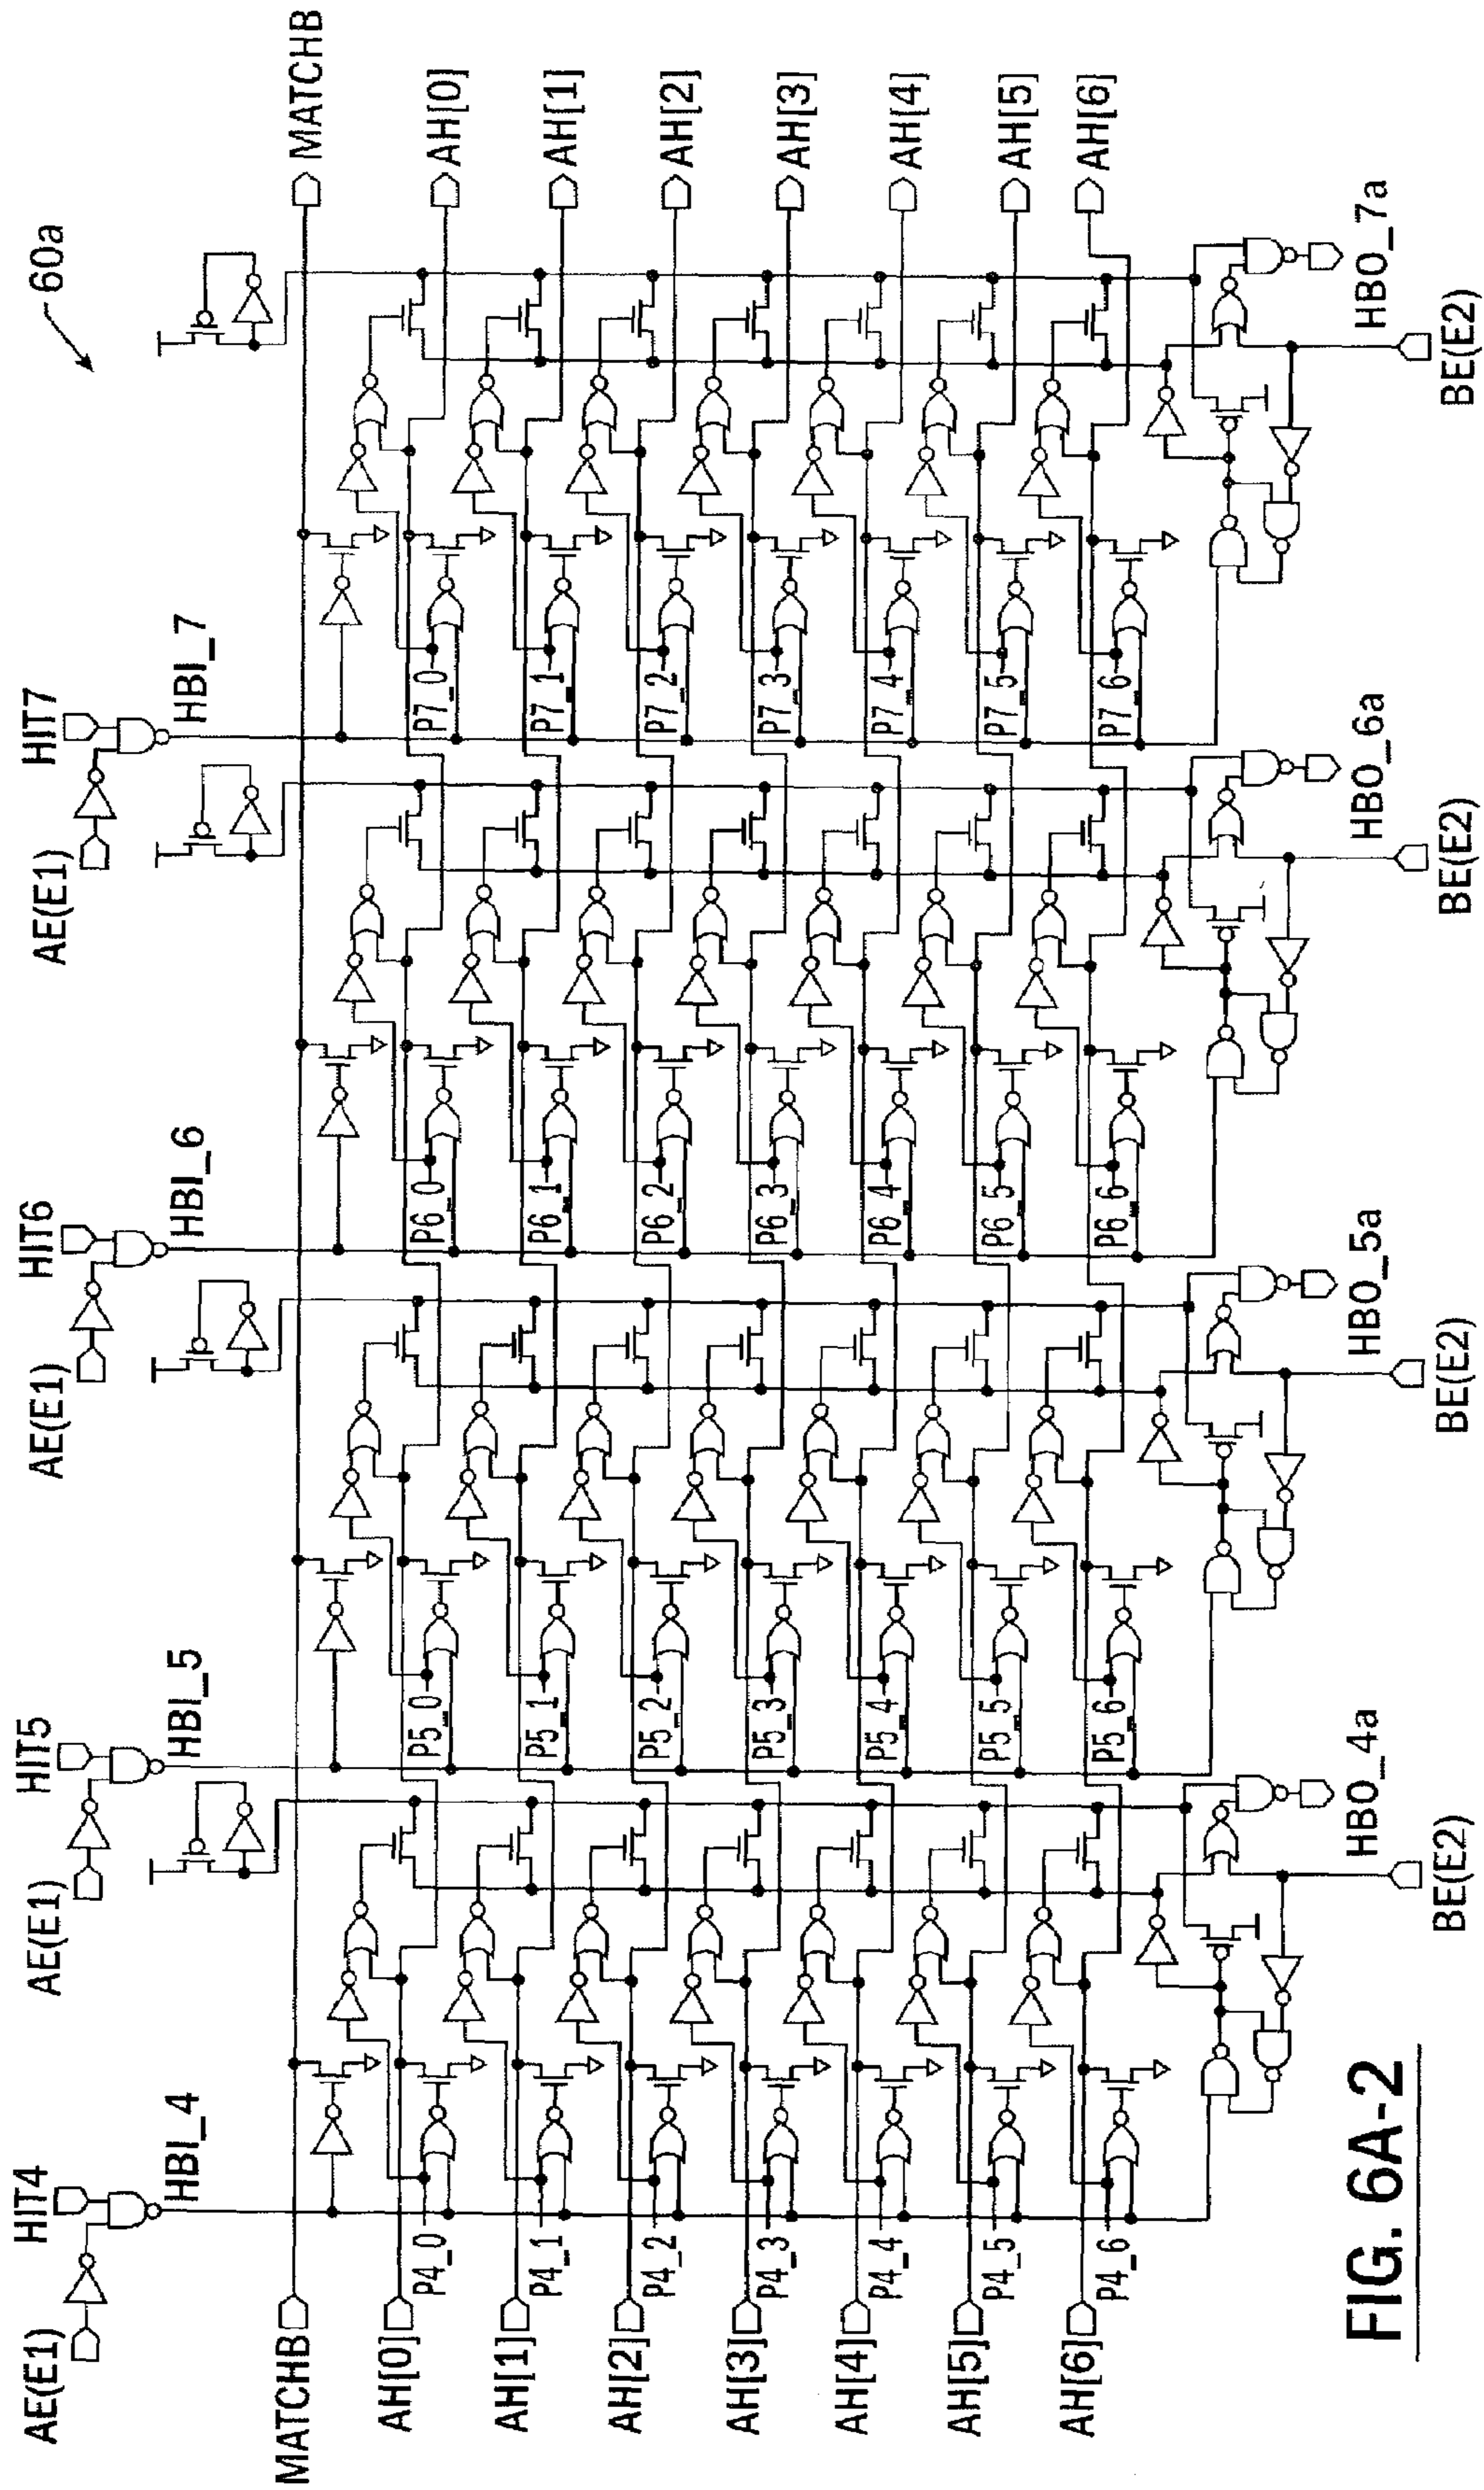 60a
AE(E1)
HIT4
HBI_4
AE(E1)
HIT5
HBI_5
AE(E1)
HIT6
HBI_6
AE(E1)
HIT7
HBI_7
MATCHB
MATCHB
AH[0]
P4_0
P5_0
P6_0
P7_0
AH[0]
AH[1]
P4_1
P5_1
P6_1
P7_1
AH[1]
AH[2]
P4_2
P5_2
P6_2
P7_2
AH[2]
AH[3]
P4_3
P5_3
P6_3
P7_3
AH[3]
AH[4]
P4_4
P5_4
P6_4
P7_4
AH[4]
AH[5]
P4_5
P5_5
P6_5
P7_5
AH[5]
AH[6]
P4_6
P5_6
P6_6
P7_6
AH[6]
HBO_4a
HBO_5a
HBO_6a
HBO_7a
BE(E2)
BE(E2)
BE(E2)
BE(E2)
FIG. 6A-2